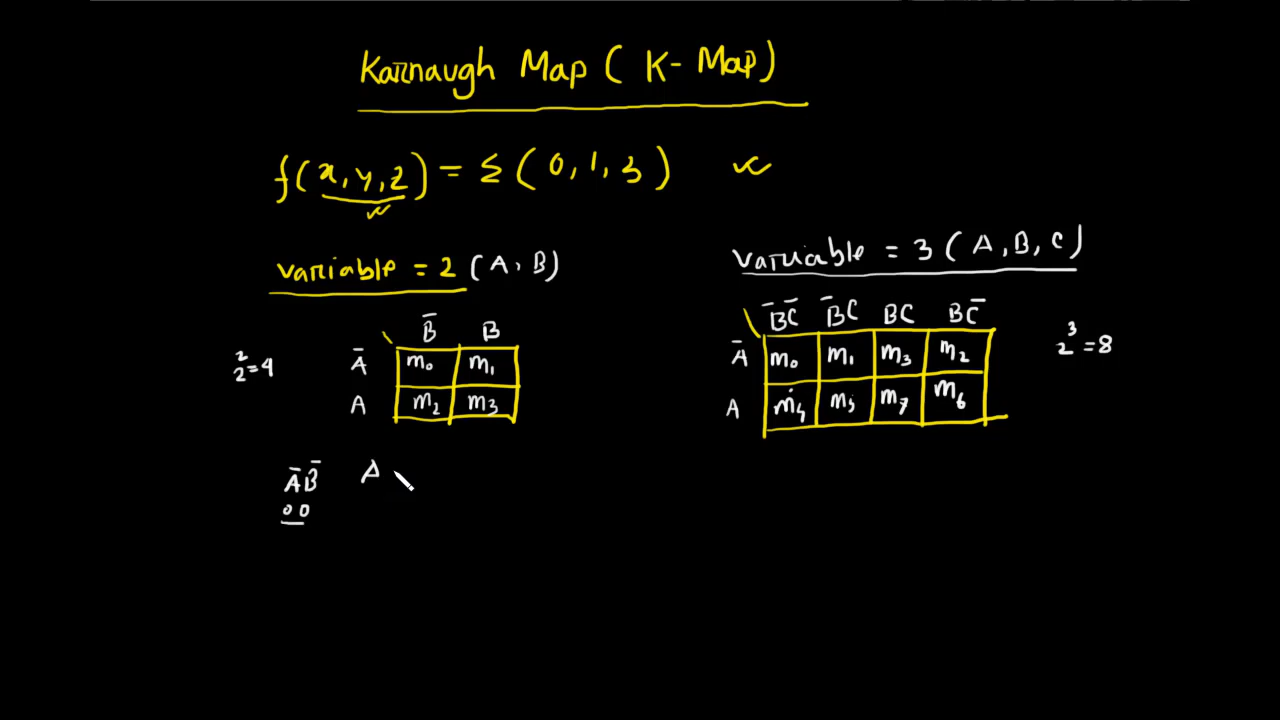 Karnaugh Map ( K-Map)
f(x,y,z) = Σ(0,1,3)
variable = 2 (A,B)
B̅ B
A̅ m₀ m₁
A m₂ m₃
2²=4
variable = 3 (A,B,C)
B̅C̅ B̅C BC BC̅
A̅ m₀ m₁ m₃ m₂
A m₄ m₅ m₇ m₆
2³=8
A̅B̅ A
00